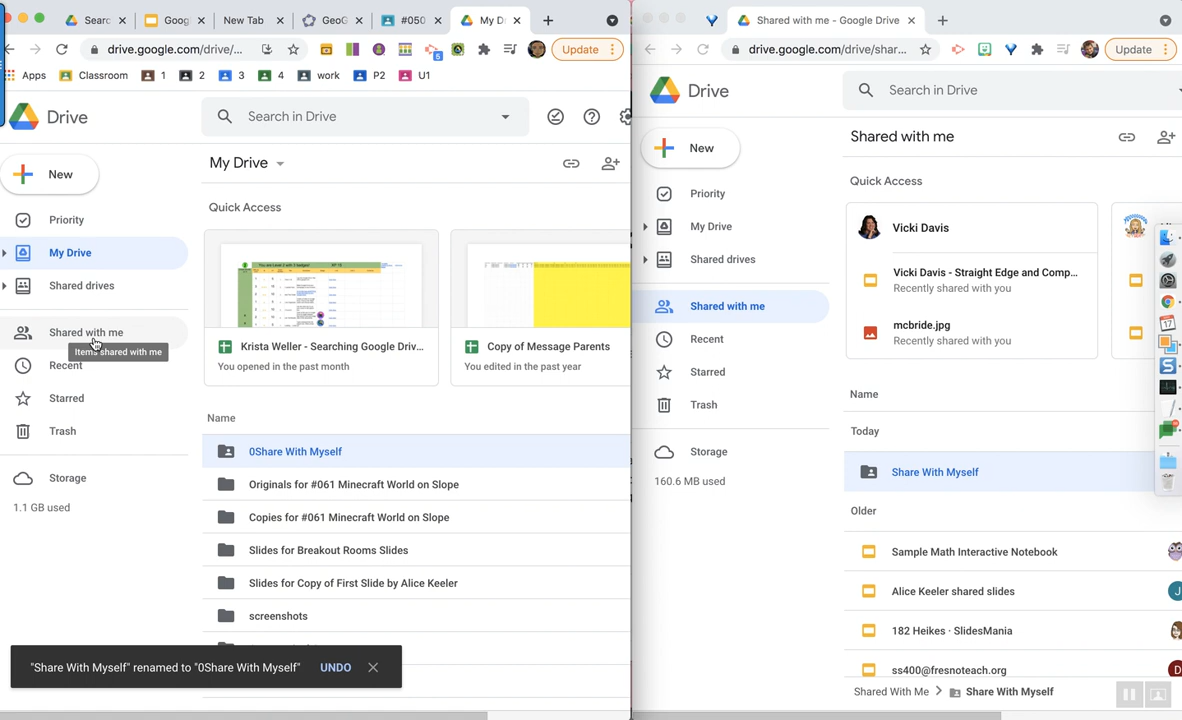 Searc
Goog
New Tab
GeoG
#050
My D
drive.google.com/drive/...
5
Update
Apps
Classroom
1
2
3
4
work
P2
U1
Drive
Search in Drive
New
My Drive
Priority
My Drive
Shared drives
Shared with me
Items shared with me
Recent
Starred
Trash
Storage
1.1 GB used
Quick Access
Krista Weller - Searching Google Driv...
You opened in the past month
Copy of Message Parents
You edited in the past year
Name
0Share With Myself
Originals for #061 Minecraft World on Slope
Copies for #061 Minecraft World on Slope
Slides for Breakout Rooms Slides
Slides for Copy of First Slide by Alice Keeler
screenshots
"Share With Myself" renamed to "0Share With Myself"
UNDO
Shared with me - Google Drive
drive.google.com/drive/shar...
Update
Drive
Search in Drive
New
Shared with me
Priority
My Drive
Shared drives
Shared with me
Recent
Starred
Trash
Storage
160.6 MB used
Quick Access
Vicki Davis
Vicki Davis - Straight Edge and Comp...
Recently shared with you
mcbride.jpg
Recently shared with you
Name
Today
Share With Myself
Older
Sample Math Interactive Notebook
Alice Keeler shared slides
J
182 Heikes · SlidesMania
ss400@fresnoteach.org
D
Shared With Me
Share With Myself
17